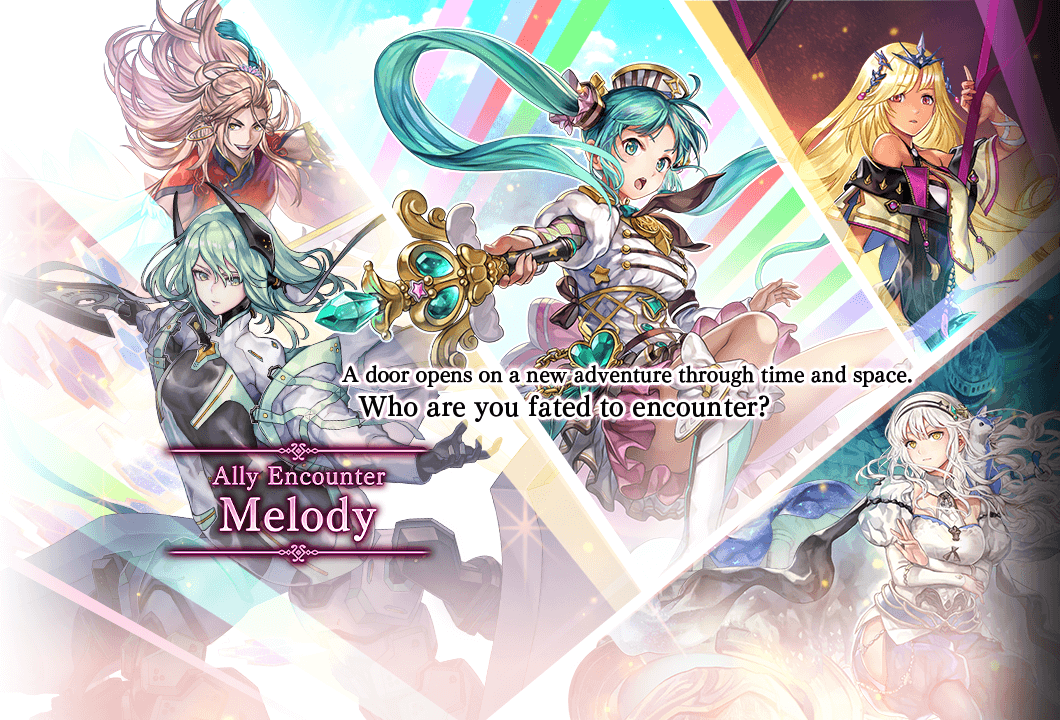 A door opens on a new adventure through time and space.
Who are you fated to encounter?
Ally Encounter
Melody